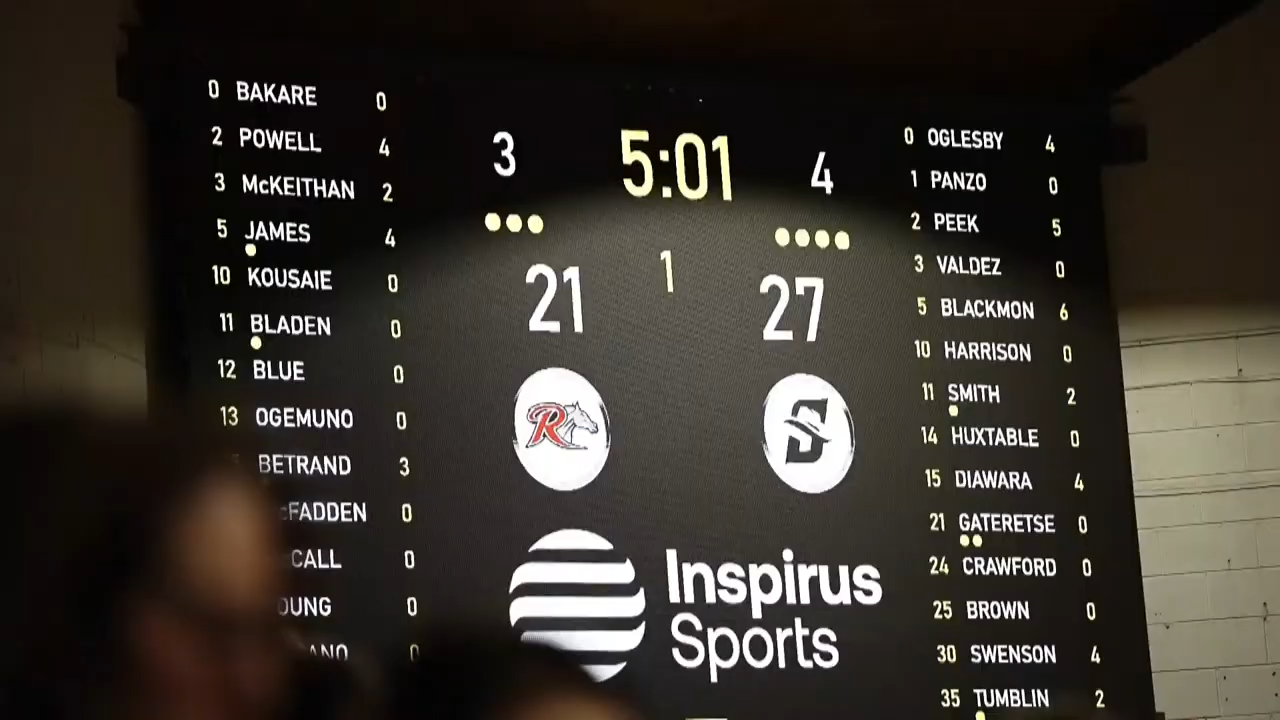 0 BAKARE 0
2 POWELL 4
3 McKEITHAN 2
5 JAMES 4
10 KOUSAIE 0
11 BLADEN 0
12 BLUE 0
13 OGEMUNO 0
BETRAND 3
cFADDEN 0
CALL 0
OUNG 0
ANO 0
3 5:01 4
21 1 27
R S
Inspirus
Sports
0 OGLESBY 4
1 PANZO 0
2 PEEK 5
3 VALDEZ 0
5 BLACKMON 6
10 HARRISON 0
11 SMITH 2
14 HUXTABLE 0
15 DIAWARA 4
21 GATERETSE 0
24 CRAWFORD 0
25 BROWN 0
30 SWENSON 4
35 TUMBLIN 2